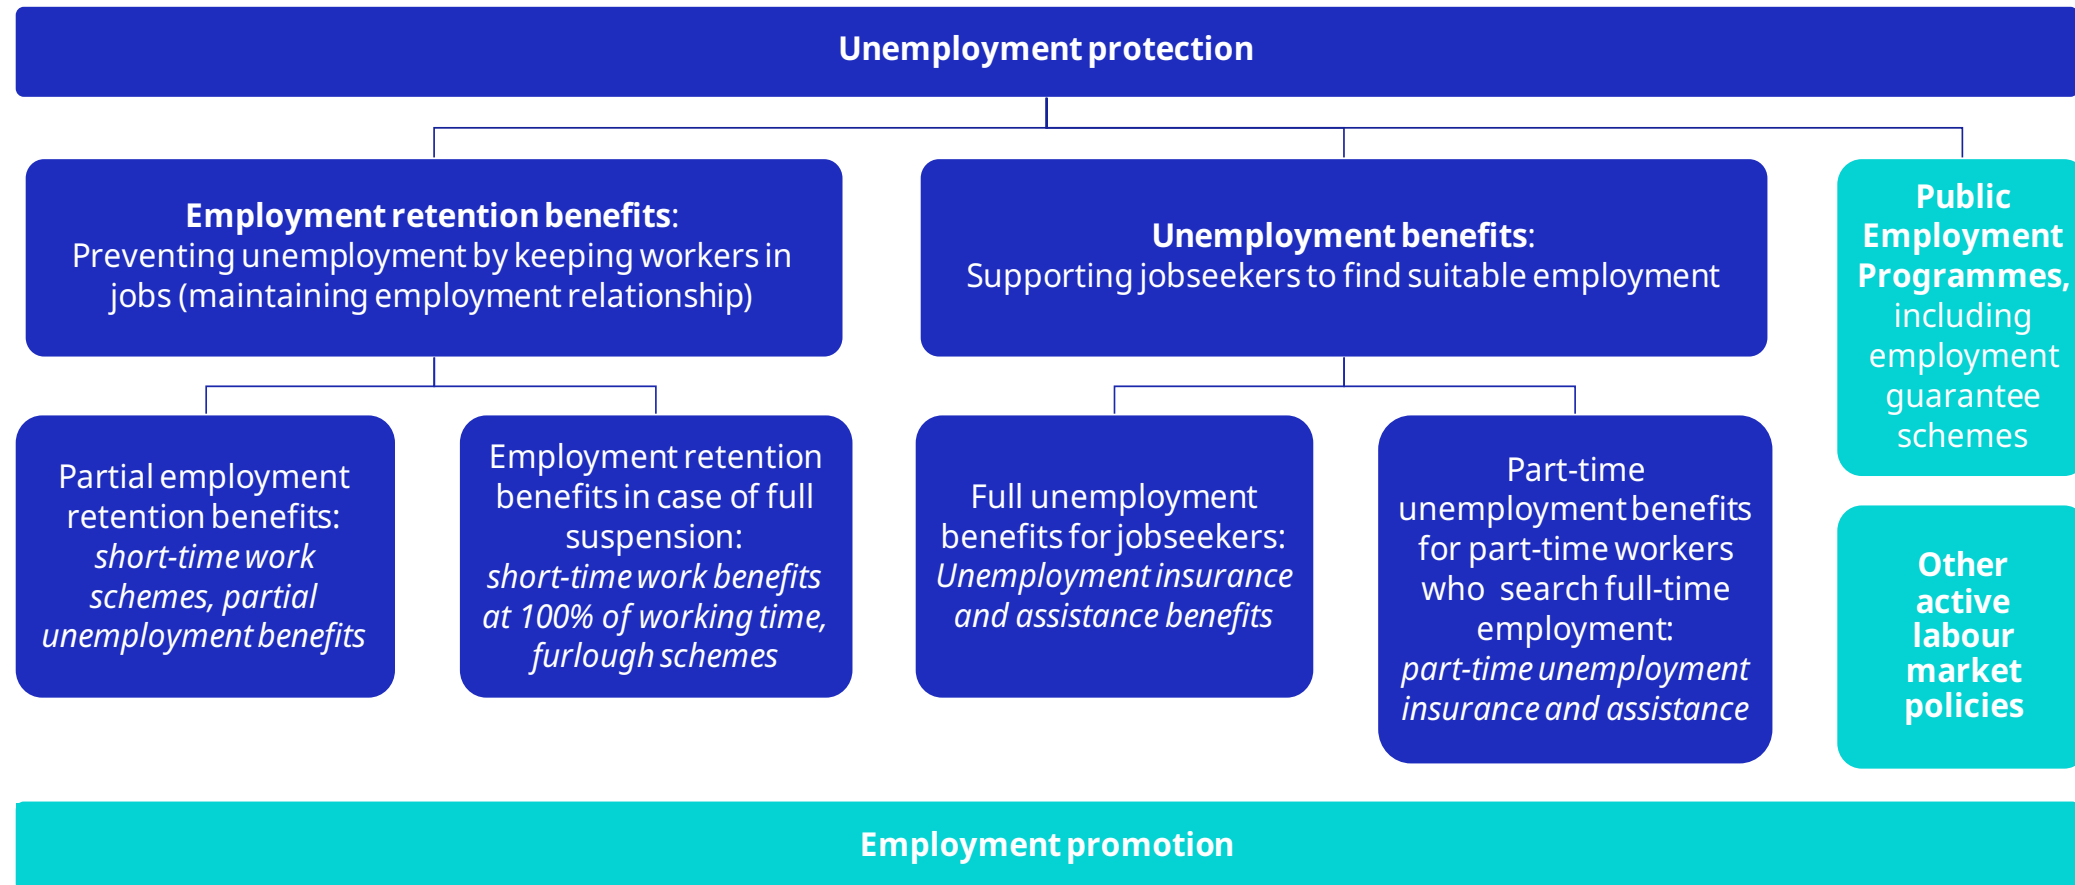 Unemployment protection
Employment retention benefits:
Preventing unemployment by keeping workers in
jobs (maintaining employment relationship)
Unemployment benefits:
Supporting jobseekers to find suitable employment
Public
Employment
Programmes,
including
employment
guarantee
schemes
Partial employment
retention benefits:
short-time work
schemes, partial
unemployment benefits
Employment retention
benefits in case of full
suspension:
short-time work benefits
at 100% of working time,
furlough schemes
Full unemployment
benefits for jobseekers:
Unemployment insurance
and assistance benefits
Part-time
unemployment benefits
for part-time workers
who search full-time
employment:
part-time unemployment
insurance and assistance
Other
active
labour
market
policies
Employment promotion